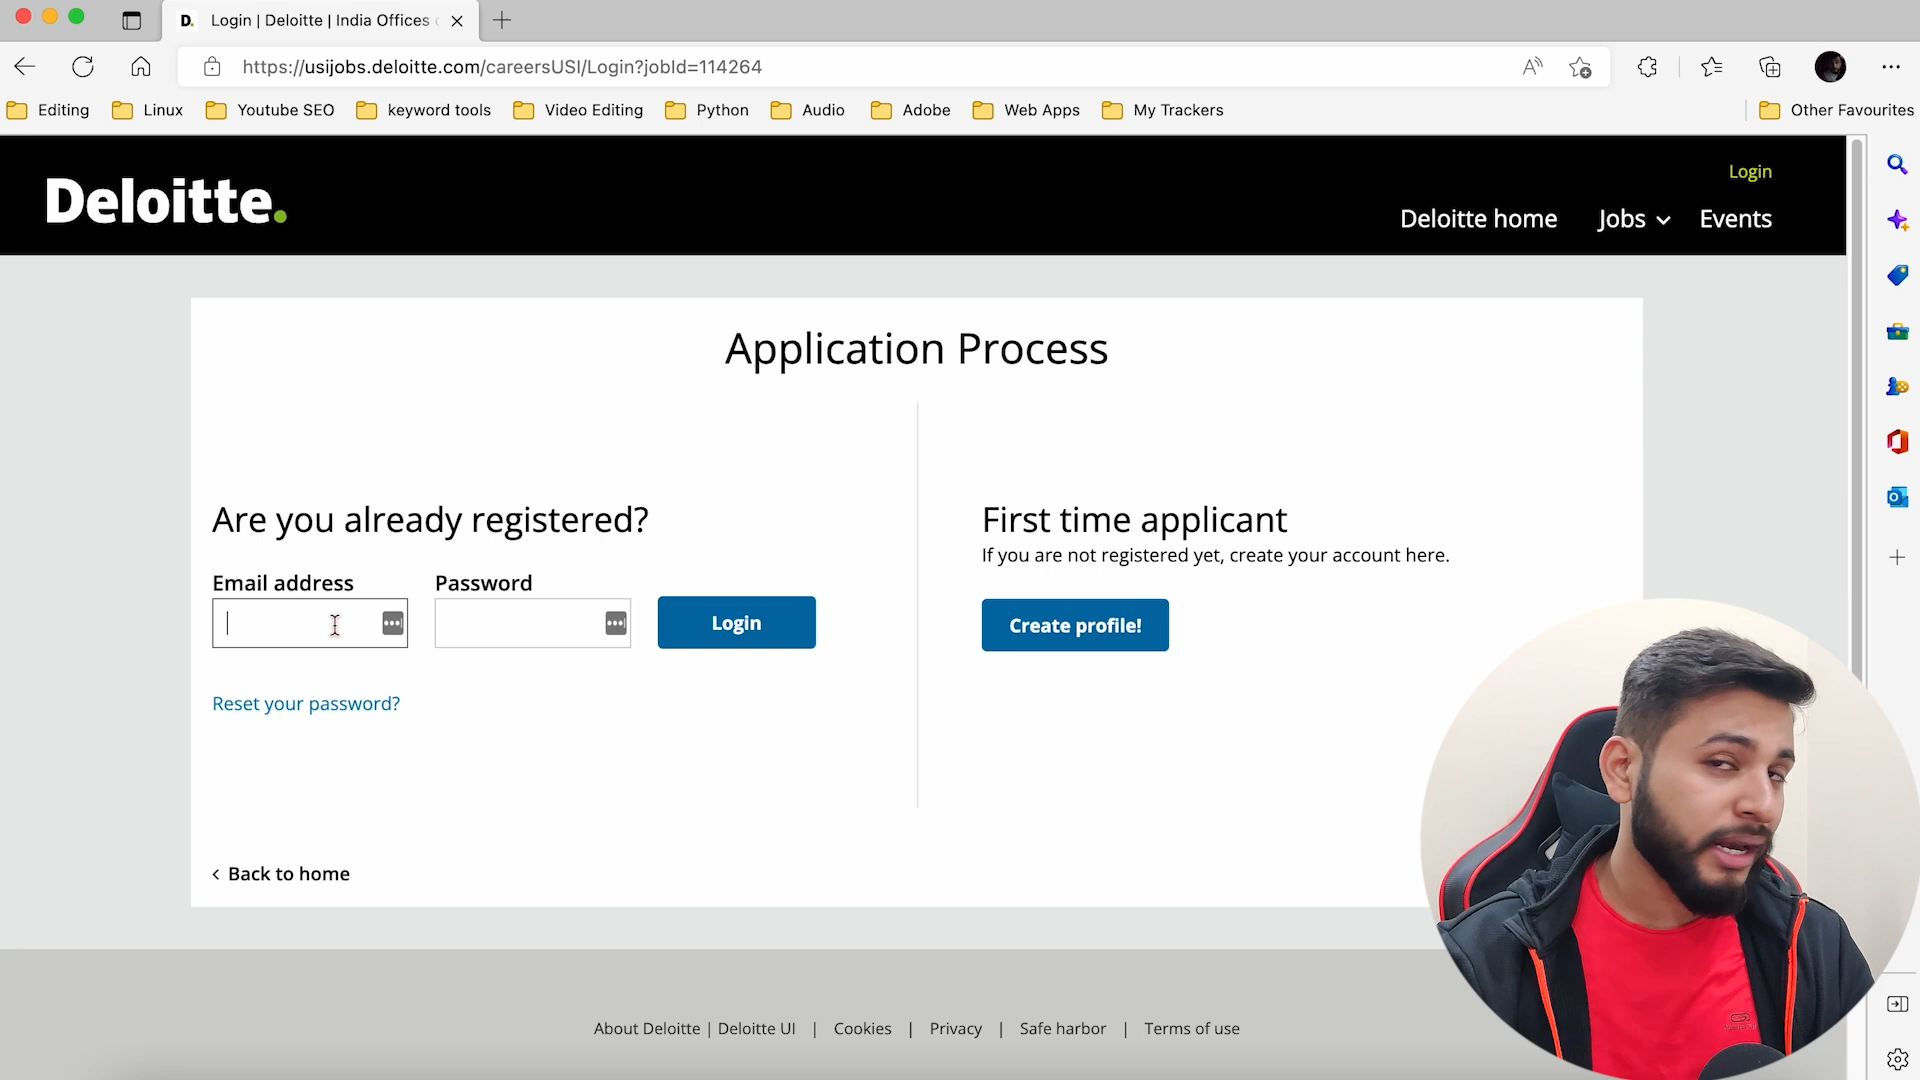 D. Login | Deloitte | India Offices
https://usijobs.deloitte.com/careersUSI/Login?jobId=114264
Editing Linux Youtube SEO keyword tools Video Editing Python Audio Adobe Web Apps My Trackers Other Favourites
Login
Deloitte.
Deloitte home Jobs Events
Application Process
Are you already registered?
Email address Password
Login
Reset your password?
First time applicant
If you are not registered yet, create your account here.
Create profile!
< Back to home
About Deloitte | Deloitte UI | Cookies | Privacy | Safe harbor | Terms of use